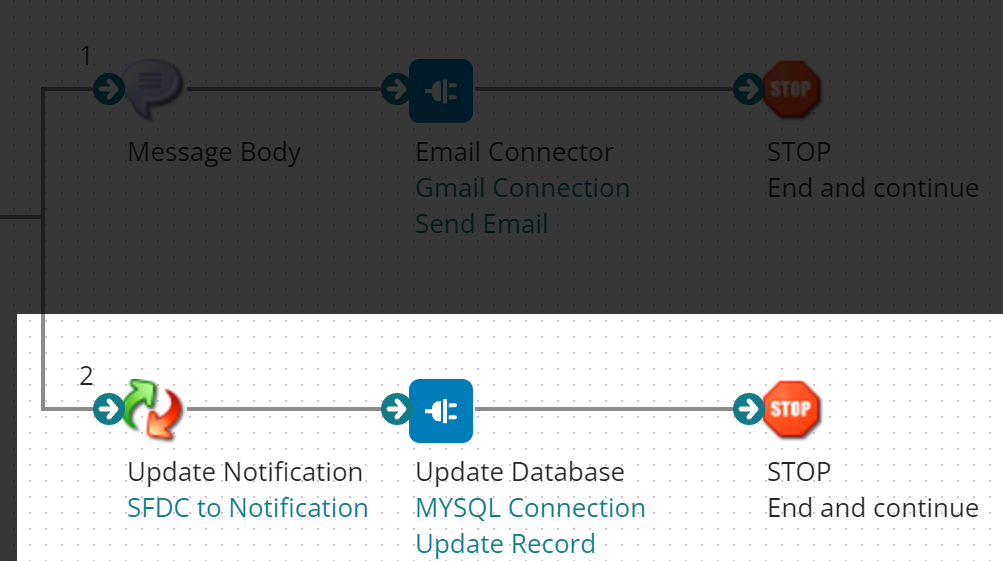 1
STOP
Message Body
Email Connector
Gmail Connection
Send Email
STOP
End and continue
2
STOP
Update Notification
SFDC to Notification
Update Database
MYSQL Connection
Update Record
STOP
End and continue